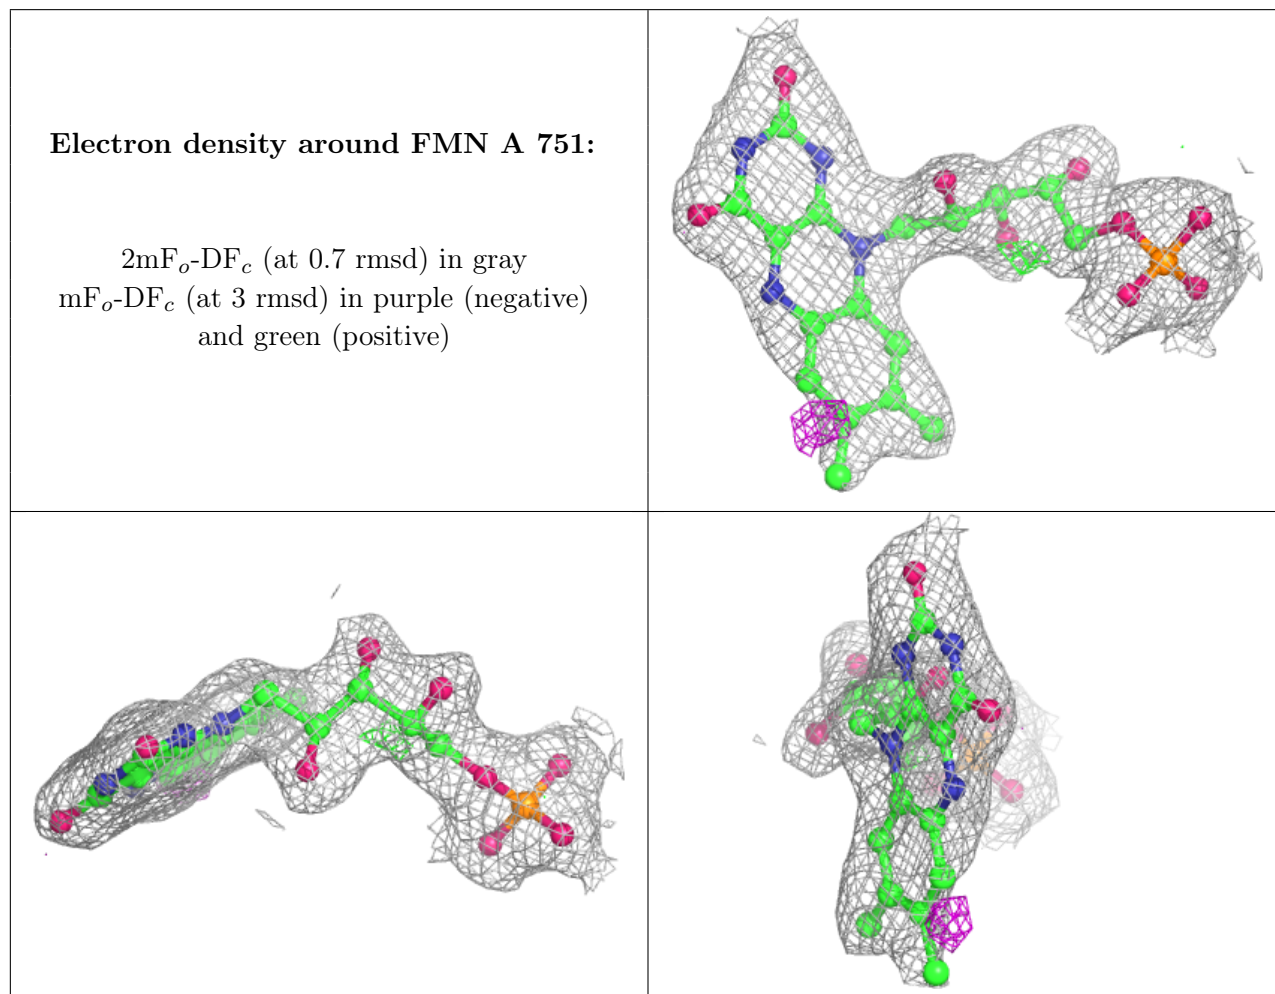 Electron density around FMN A 751:
2mFo-DFc (at 0.7 rmsd) in gray
mFo-DFc (at 3 rmsd) in purple (negative)
and green (positive)